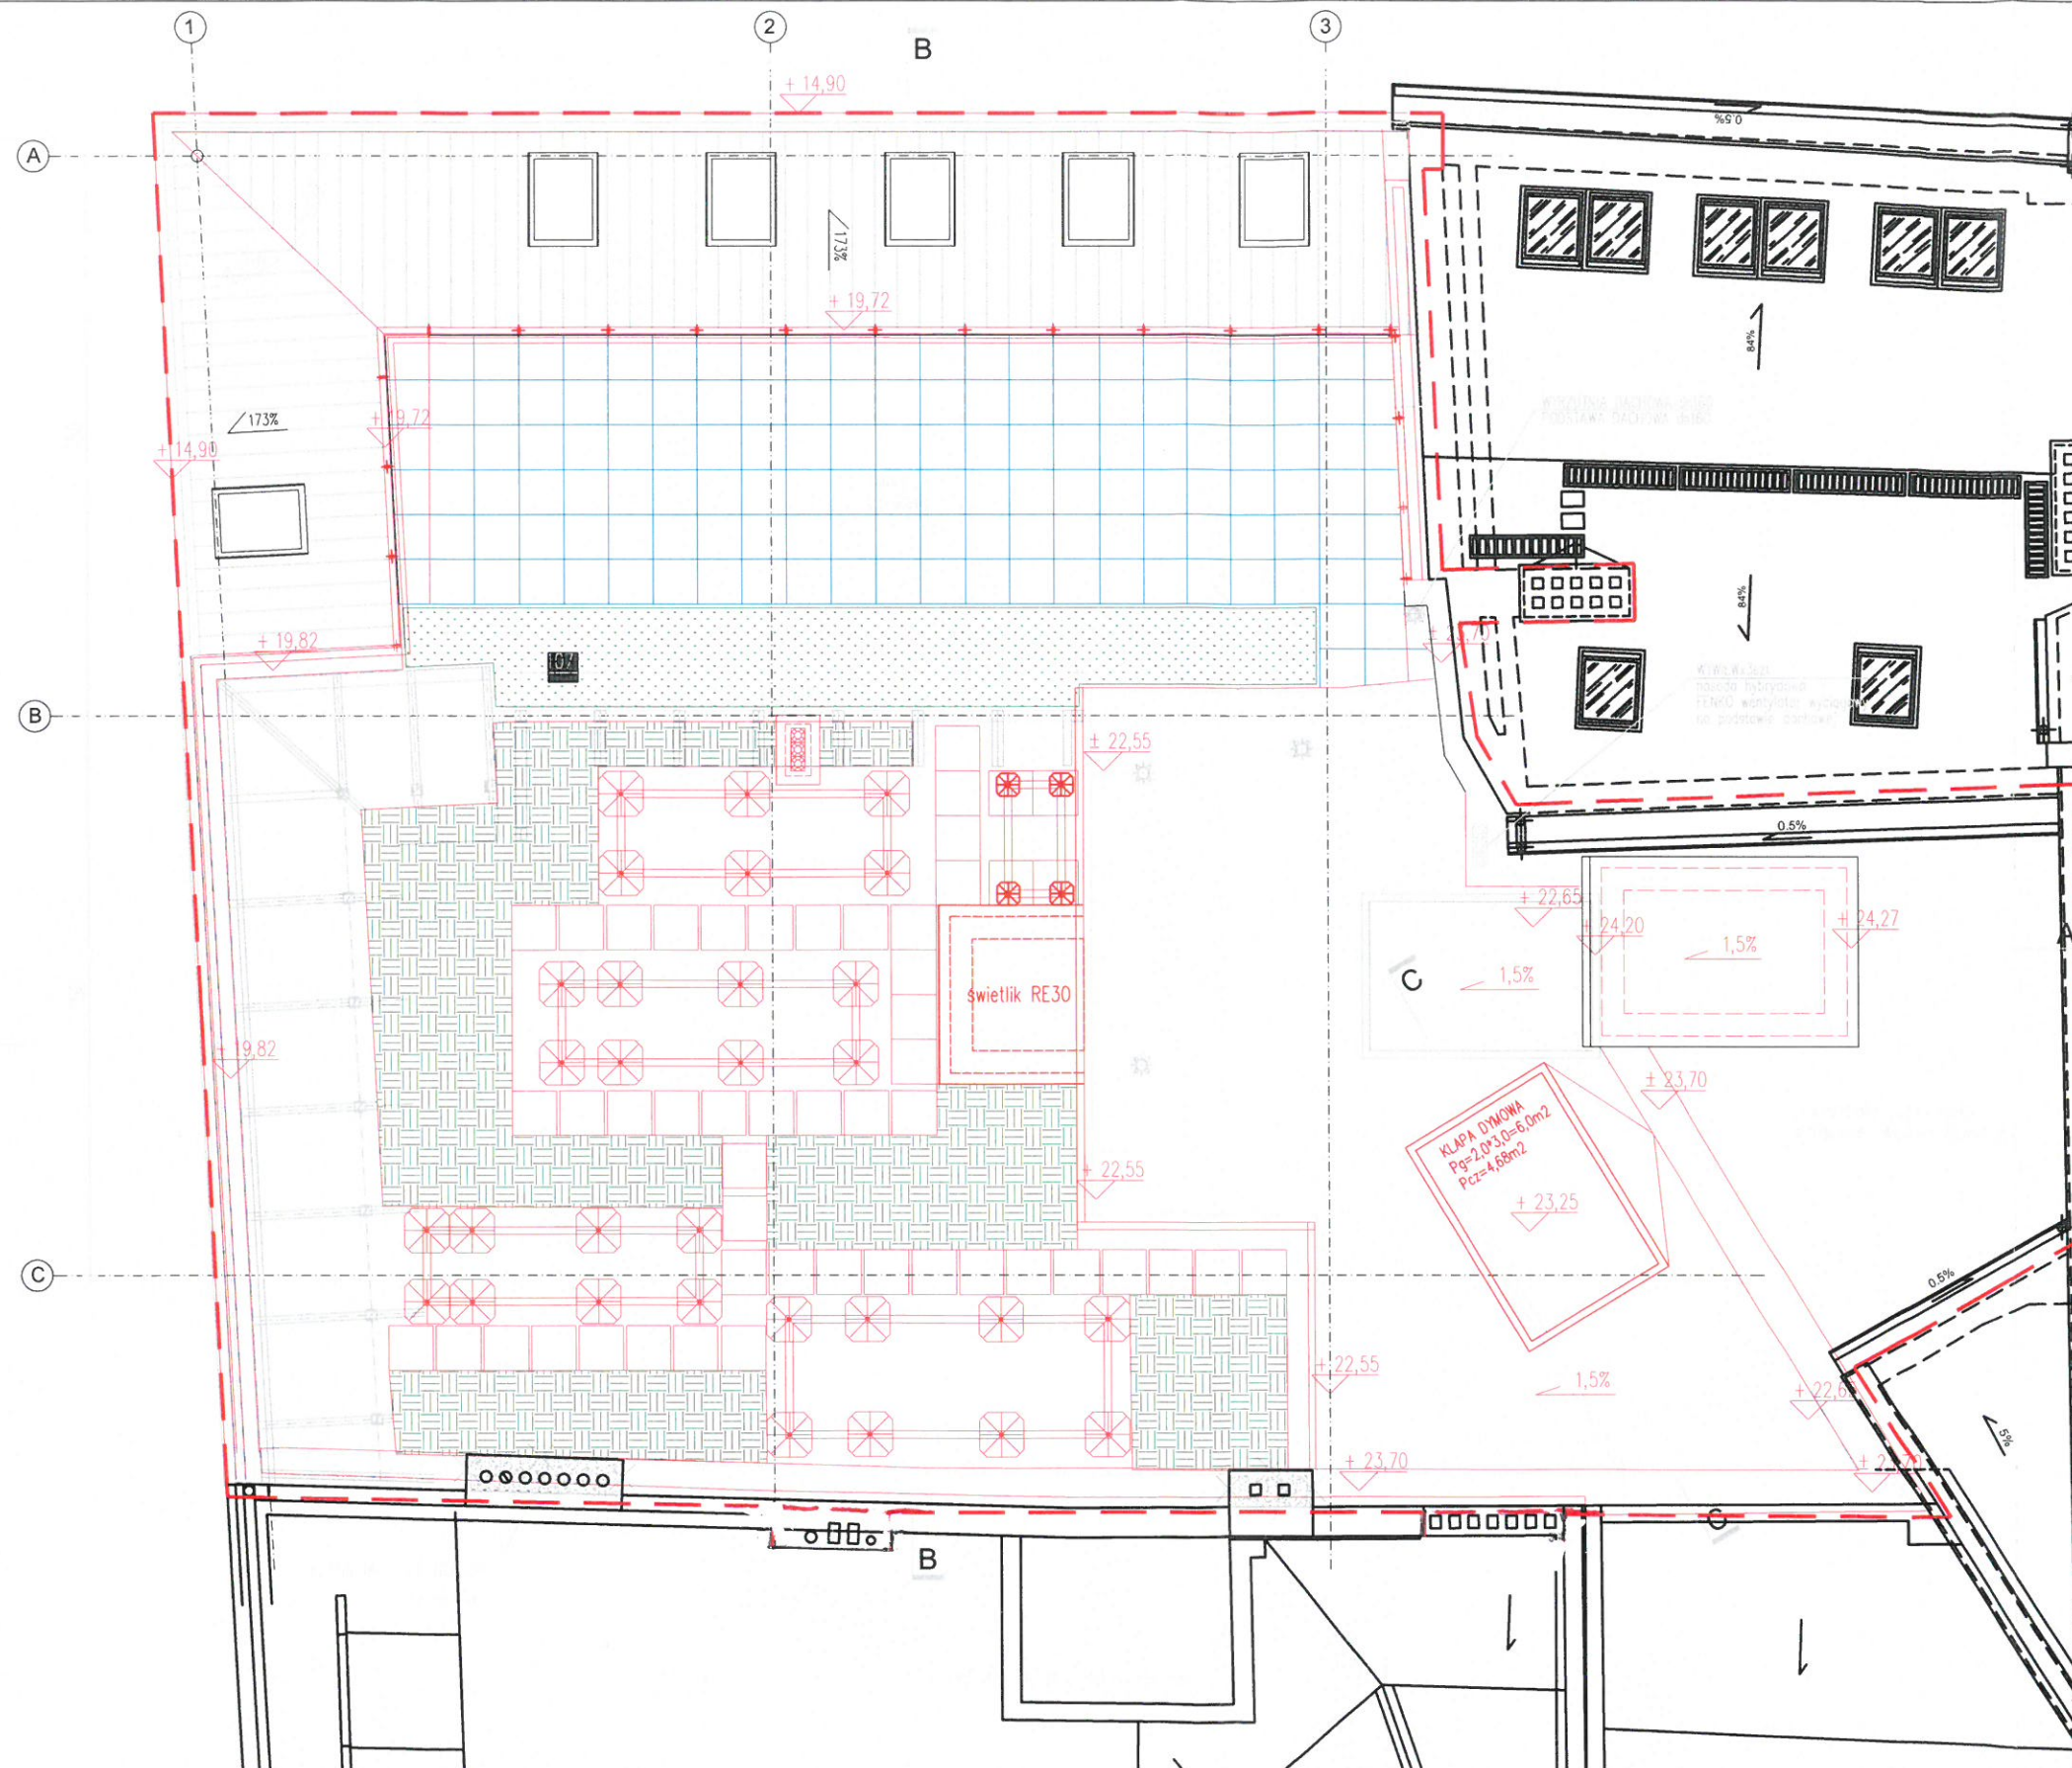 1
2
3
B
+ 14,90
0.5%
A
173%
+ 19,72
84%
173%
+ 19,72
+ 14,90
84%
+ 19,82
B
± 22,55
0.5%
+ 22,65
+ 24,20
+ 24,27
1,5%
A
C
1,5%
świetlik RE30
+ 19,82
± 23,70
KLAPA DYMOWA
Pg=2,0*3,0=6,0m2
Pcz=4,68m2
+ 22,55
+ 23,25
C
0.5%
+ 22,55
1,5%
5%
+ 23,70
C
B